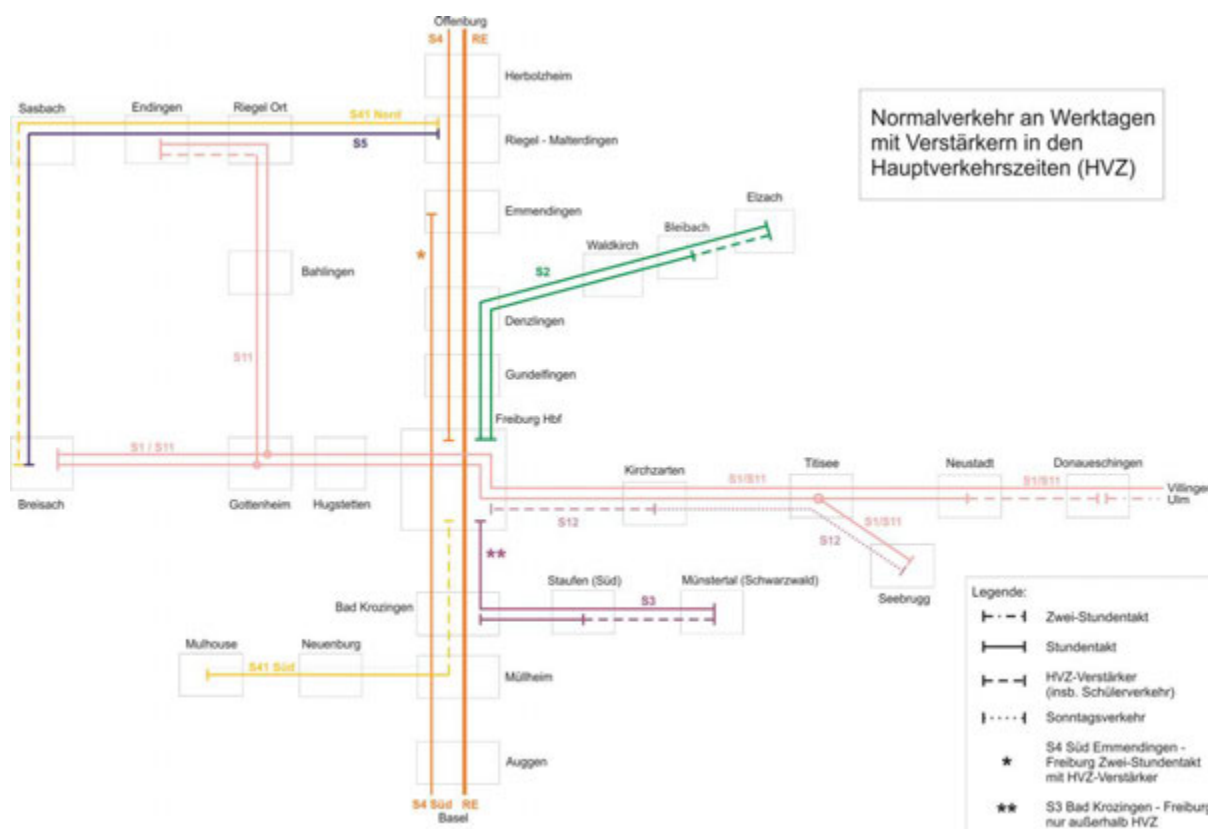 Offenburg
S4 RE
Herbolzheim
Sasbach
Endingen
Riegel Ort
S41 Nord
S5
Riegel - Malterdingen
Normalverkehr an Werktagen
mit Verstärkern in den
Hauptverkehrszeiten (HVZ)
Emmendingen
*
Elzach
Bleibach
Waldkirch
S2
Bahlingen
Denzlingen
S11
Gundelfingen
Freiburg Hbf
S1 / S11
Breisach
Gottenheim
Hugstetten
Kirchzarten
Titisee
Neustadt
Donaueschingen
S1/S11
S1/S11
Villingen
Ulm
S12
S1/S11
S12
Seebrugg
**
Staufen (Süd)
Münstertal (Schwarzwald)
S3
Bad Krozingen
Mulhouse
Neuenburg
S41 Süd
Müllheim
Auggen
S4 Süd RE
Basel
Legende:
Zwei-Stundentakt
Stundentakt
HVZ-Verstärker
(insb. Schülerverkehr)
Sonntagsverkehr
* S4 Süd Emmendingen -
Freiburg Zwei-Stundentakt
mit HVZ-Verstärker
** S3 Bad Krozingen - Freiburg
nur außerhalb HVZ